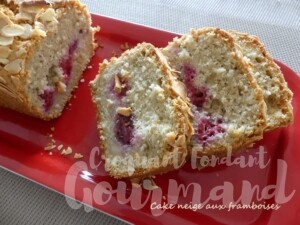 Croquant Fondant
Gourmand
Cake neige aux framboises